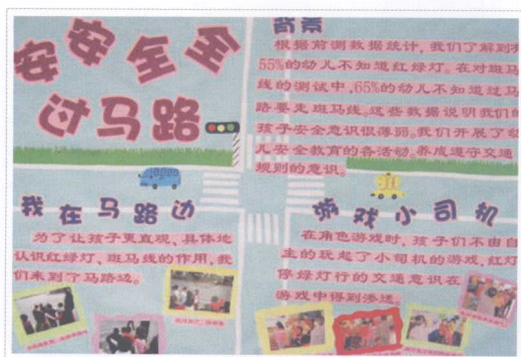 安安全全
过马路
背景
根据前测数据统计，我们了解到有
55%的幼儿不知道红绿灯。在对斑马
线的测试中，65%的幼儿不知道过马
路要走斑马线。这些数据说明我们的
孩子安全意识很薄弱。我们开展了幼
儿安全教育的各活动。养成遵守交通
规则的意识。
我在马路边
为了让孩子更直观、具体地
认识红绿灯、斑马线的作用，我
们来到了马路边。
游戏小司机
在角色游戏时，孩子们不由自
主的玩起了小司机的游戏，红灯
停绿灯行的交通意识在
游戏中得到渗透。